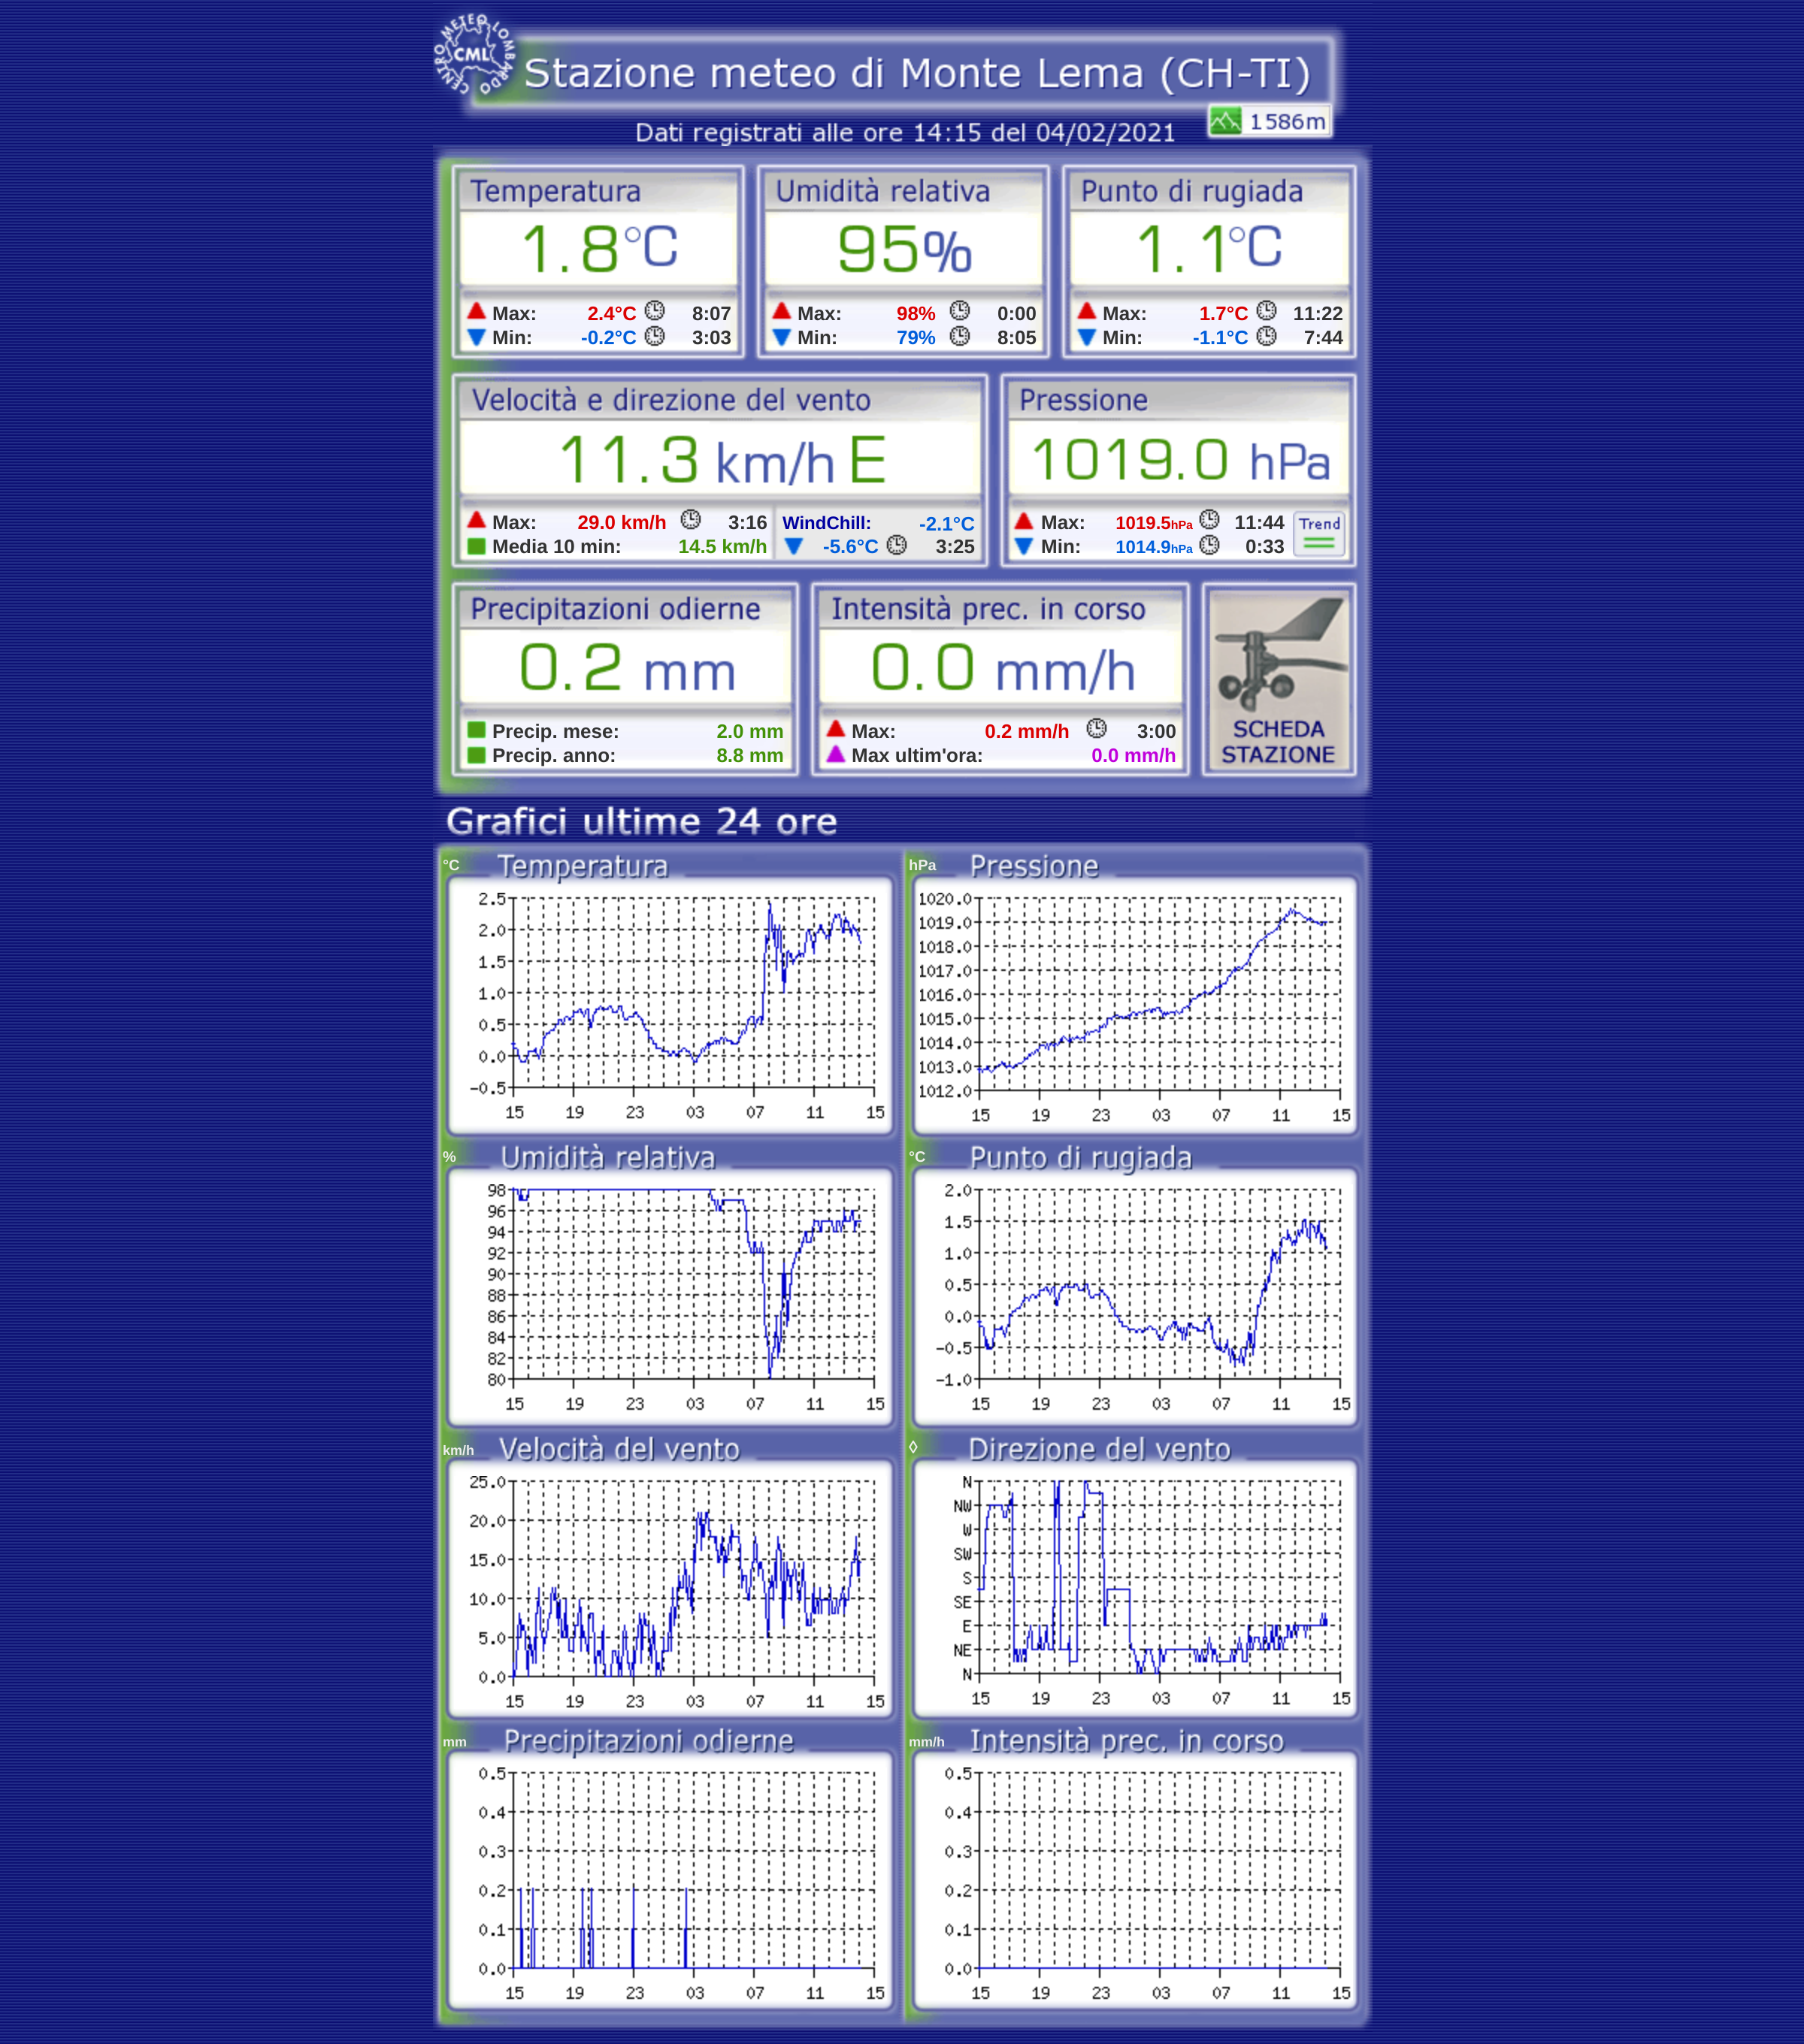 CENTRO METEO LOMBARDO
CML
Stazione meteo di Monte Lema (CH-TI)
1586m
Dati registrati alle ore 14:15 del 04/02/2021
Temperatura
1.8°C
Max: 2.4°C 8:07
Min: -0.2°C 3:03
Umidità relativa
95%
Max: 98% 0:00
Min: 79% 8:05
Punto di rugiada
1.1°C
Max: 1.7°C 11:22
Min: -1.1°C 7:44
Velocità e direzione del vento
11.3 km/h E
Max: 29.0 km/h 3:16
Media 10 min: 14.5 km/h
WindChill: -2.1°C
-5.6°C 3:25
Pressione
1019.0 hPa
Max: 1019.5hPa 11:44
Min: 1014.9hPa 0:33
Trend
Precipitazioni odierne
0.2 mm
Precip. mese: 2.0 mm
Precip. anno: 8.8 mm
Intensità prec. in corso
0.0 mm/h
Max: 0.2 mm/h 3:00
Max ultim'ora: 0.0 mm/h
SCHEDA
STAZIONE
Grafici ultime 24 ore
°C Temperatura
2.5
2.0
1.5
1.0
0.5
0.0
-0.5
15 19 23 03 07 11 15
hPa Pressione
1020.0
1019.0
1018.0
1017.0
1016.0
1015.0
1014.0
1013.0
1012.0
15 19 23 03 07 11 15
% Umidità relativa
98
96
94
92
90
88
86
84
82
80
15 19 23 03 07 11 15
°C Punto di rugiada
2.0
1.5
1.0
0.5
0.0
-0.5
-1.0
15 19 23 03 07 11 15
km/h Velocità del vento
25.0
20.0
15.0
10.0
5.0
0.0
15 19 23 03 07 11 15
◊ Direzione del vento
N
NW
W
SW
S
SE
E
NE
N
15 19 23 03 07 11 15
mm Precipitazioni odierne
0.5
0.4
0.3
0.2
0.1
0.0
15 19 23 03 07 11 15
mm/h Intensità prec. in corso
0.5
0.4
0.3
0.2
0.1
0.0
15 19 23 03 07 11 15